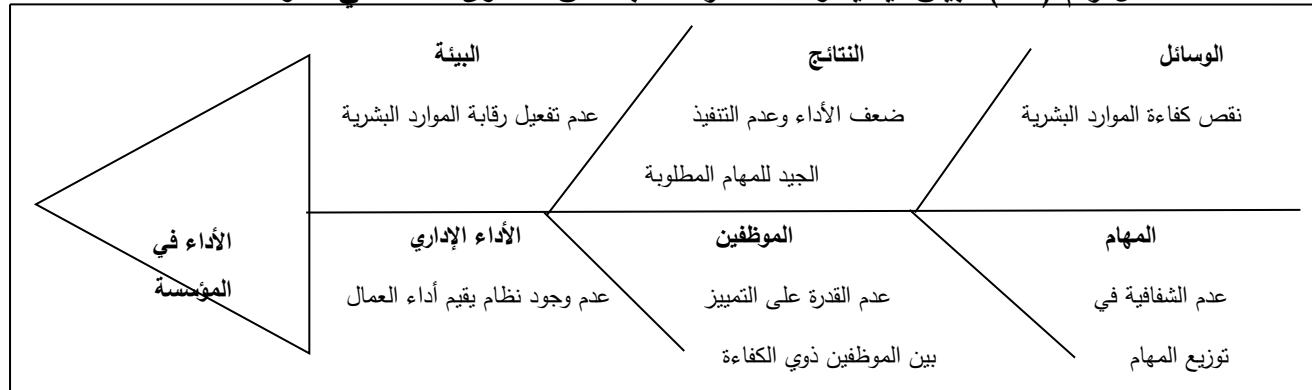 الوسائل
نقص كفاءة الموارد البشرية
النتائج
ضعف الأداء وعدم التنفيذ
الجيد للمهام المطلوبة
البيئة
عدم تفعيل رقابة الموارد البشرية
المهام
عدم الشفافية في
توزيع المهام
الموظفين
عدم القدرة على التمييز
بين الموظفين ذوي الكفاءة
الأداء الإداري
عدم وجود نظام يقيم أداء العمال
الأداء في
المؤسسة